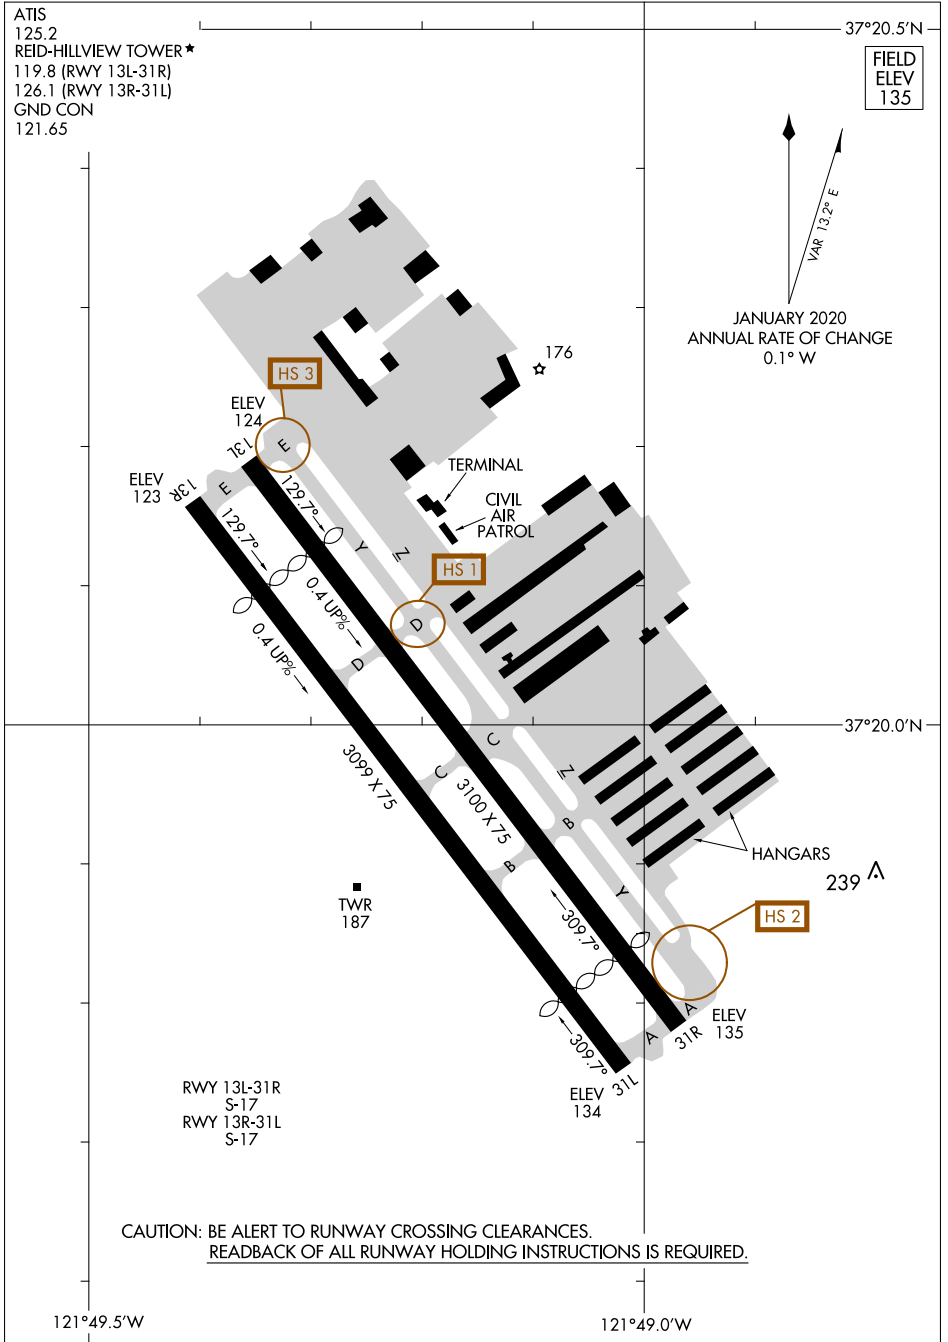 ATIS
125.2
REID-HILLVIEW TOWER★
119.8 (RWY 13L-31R)
126.1 (RWY 13R-31L)
GND CON
121.65
37°20.5'N
FIELD
ELEV
135
VAR 13.2° E
JANUARY 2020
ANNUAL RATE OF CHANGE
0.1° W
176
HS 3
ELEV
124
13L
E
ELEV
123
13R
E
129.7°
129.7°
TERMINAL
CIVIL
AIR
PATROL
Y
Z
HS 1
D
0.4 UP%
0.4 UP%
D
37°20.0'N
C
C
Z
3099 X 75
3100 X 75
B
B
HANGARS
239
TWR
187
Y
HS 2
309.7°
309.7°
A
A
31R
ELEV
135
31L
ELEV
134
RWY 13L-31R
S-17
RWY 13R-31L
S-17
CAUTION: BE ALERT TO RUNWAY CROSSING CLEARANCES.
READBACK OF ALL RUNWAY HOLDING INSTRUCTIONS IS REQUIRED.
121°49.5'W
121°49.0'W